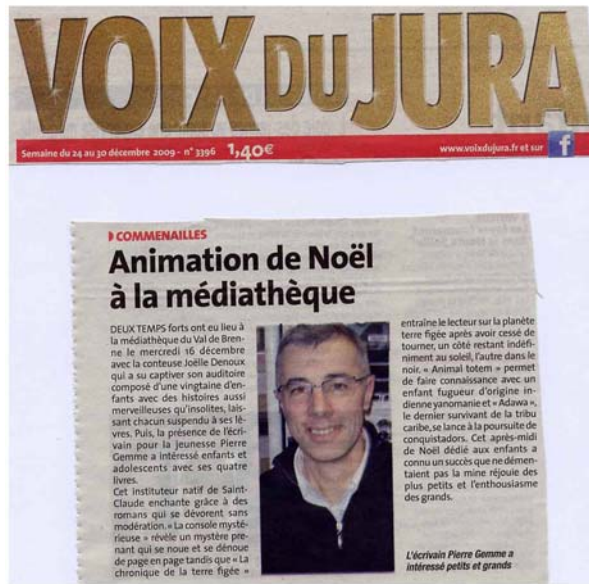 VOIX DU JURA
Semaine du 24 au 30 décembre 2009 - n° 3396 1,40€ www.voixdujura.fr et sur f
COMMENAILLES
Animation de Noël
à la médiathèque
DEUX TEMPS forts ont eu lieu à
la médiathèque du Val de Bren-
ne le mercredi 16 décembre
avec la conteuse Joëlle Denoux
qui a su captiver son auditoire
composé d'une vingtaine d'en-
fants avec des histoires aussi
merveilleuses qu'insolites, lais-
sant chacun suspendu à ses lè-
vres. Puis, la présence de l'écri-
vain pour la jeunesse Pierre
Gemme a intéressé enfants et
adolescents avec ses quatre
livres.
Cet instituteur natif de Saint-
Claude enchante grâce à des
romans qui se dévorent sans
modération. « La console mysté-
rieuse » révèle un mystère pre-
nant qui se noue et se dénoue
de page en page tandis que « La
chronique de la terre figée »
entraîne le lecteur sur la planète
terre figée après avoir cessé de
tourner, un côté restant indéfi-
niment au soleil, l'autre dans le
noir. « Animal totem » permet
de faire connaissance avec un
enfant fugueur d'origine in-
dienne yanomanie et « Adawa »,
le dernier survivant de la tribu
caribe, se lance à la poursuite de
conquistadors. Cet après-midi
de Noël dédié aux enfants a
connu un succès que ne démen-
taient pas la mine réjouie des
plus petits et l'enthousiasme
des grands.
L'écrivain Pierre Gemme a
intéressé petits et grands